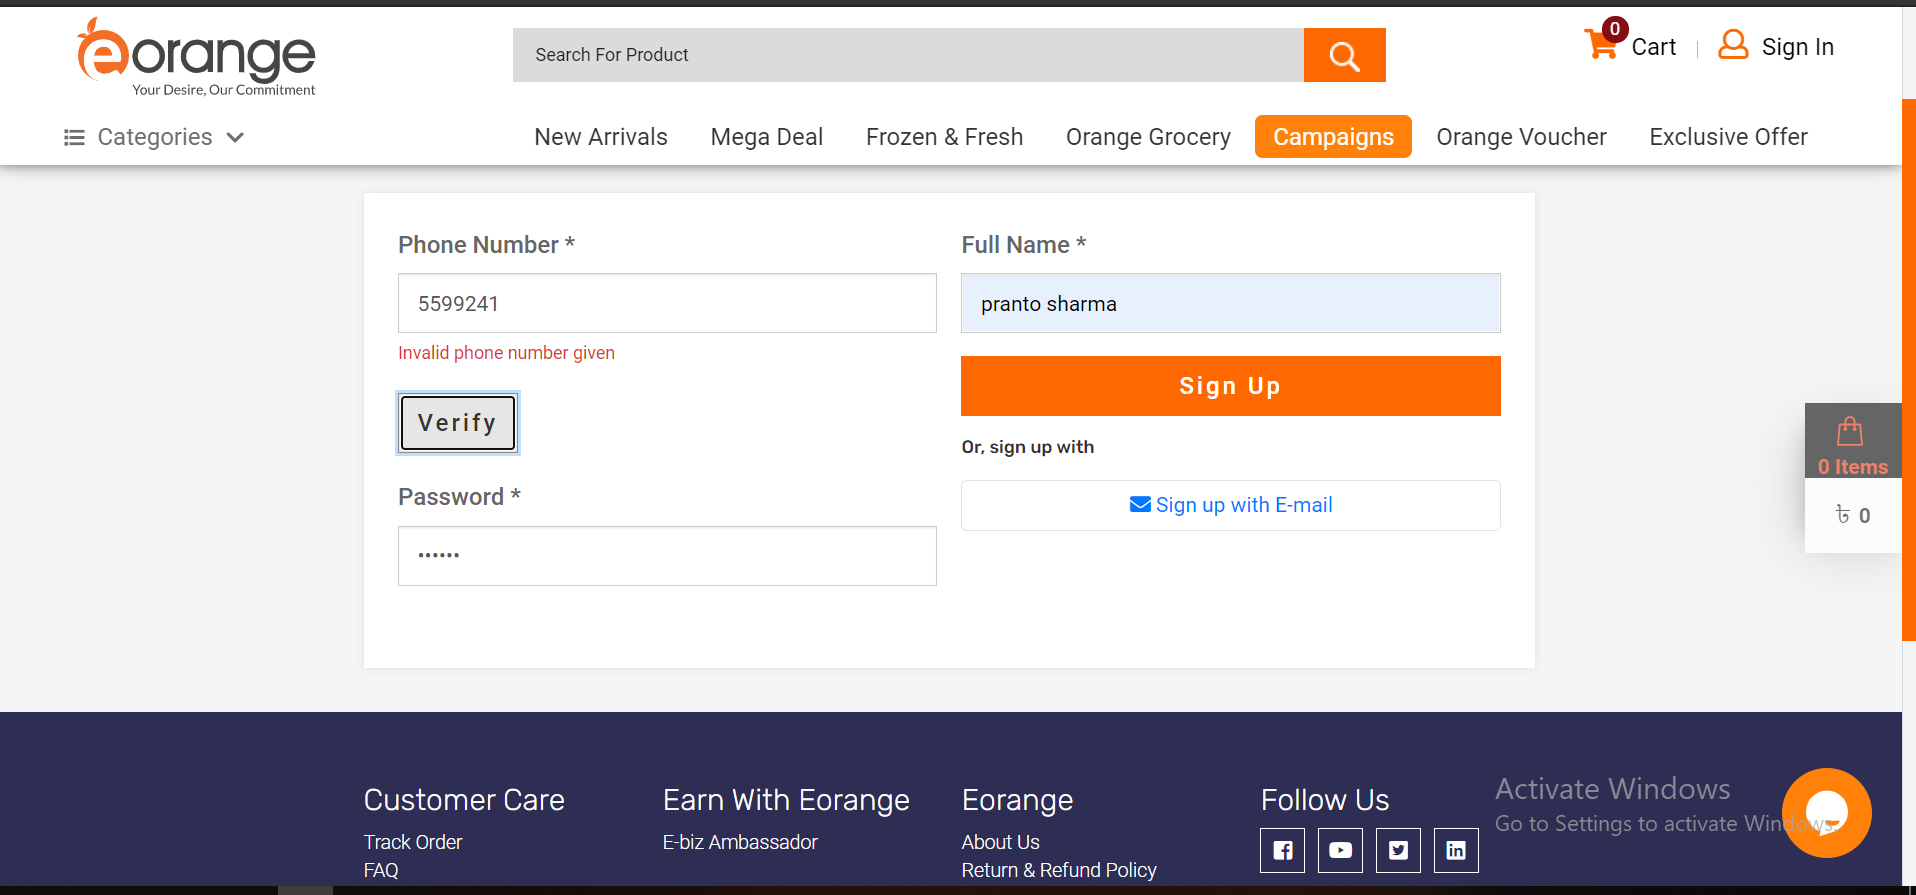 eorange
Your Desire, Our Commitment
Search For Product
0
Cart
Sign In
Categories
New Arrivals
Mega Deal
Frozen & Fresh
Orange Grocery
Campaigns
Orange Voucher
Exclusive Offer
Phone Number *
5599241
Invalid phone number given
Verify
Password *
••••••
Full Name *
pranto sharma
Sign Up
Or, sign up with
Sign up with E-mail
0 Items
৳ 0
Customer Care
Track Order
FAQ
Earn With Eorange
E-biz Ambassador
Eorange
About Us
Return & Refund Policy
Follow Us
Activate Windows
Go to Settings to activate Windows.